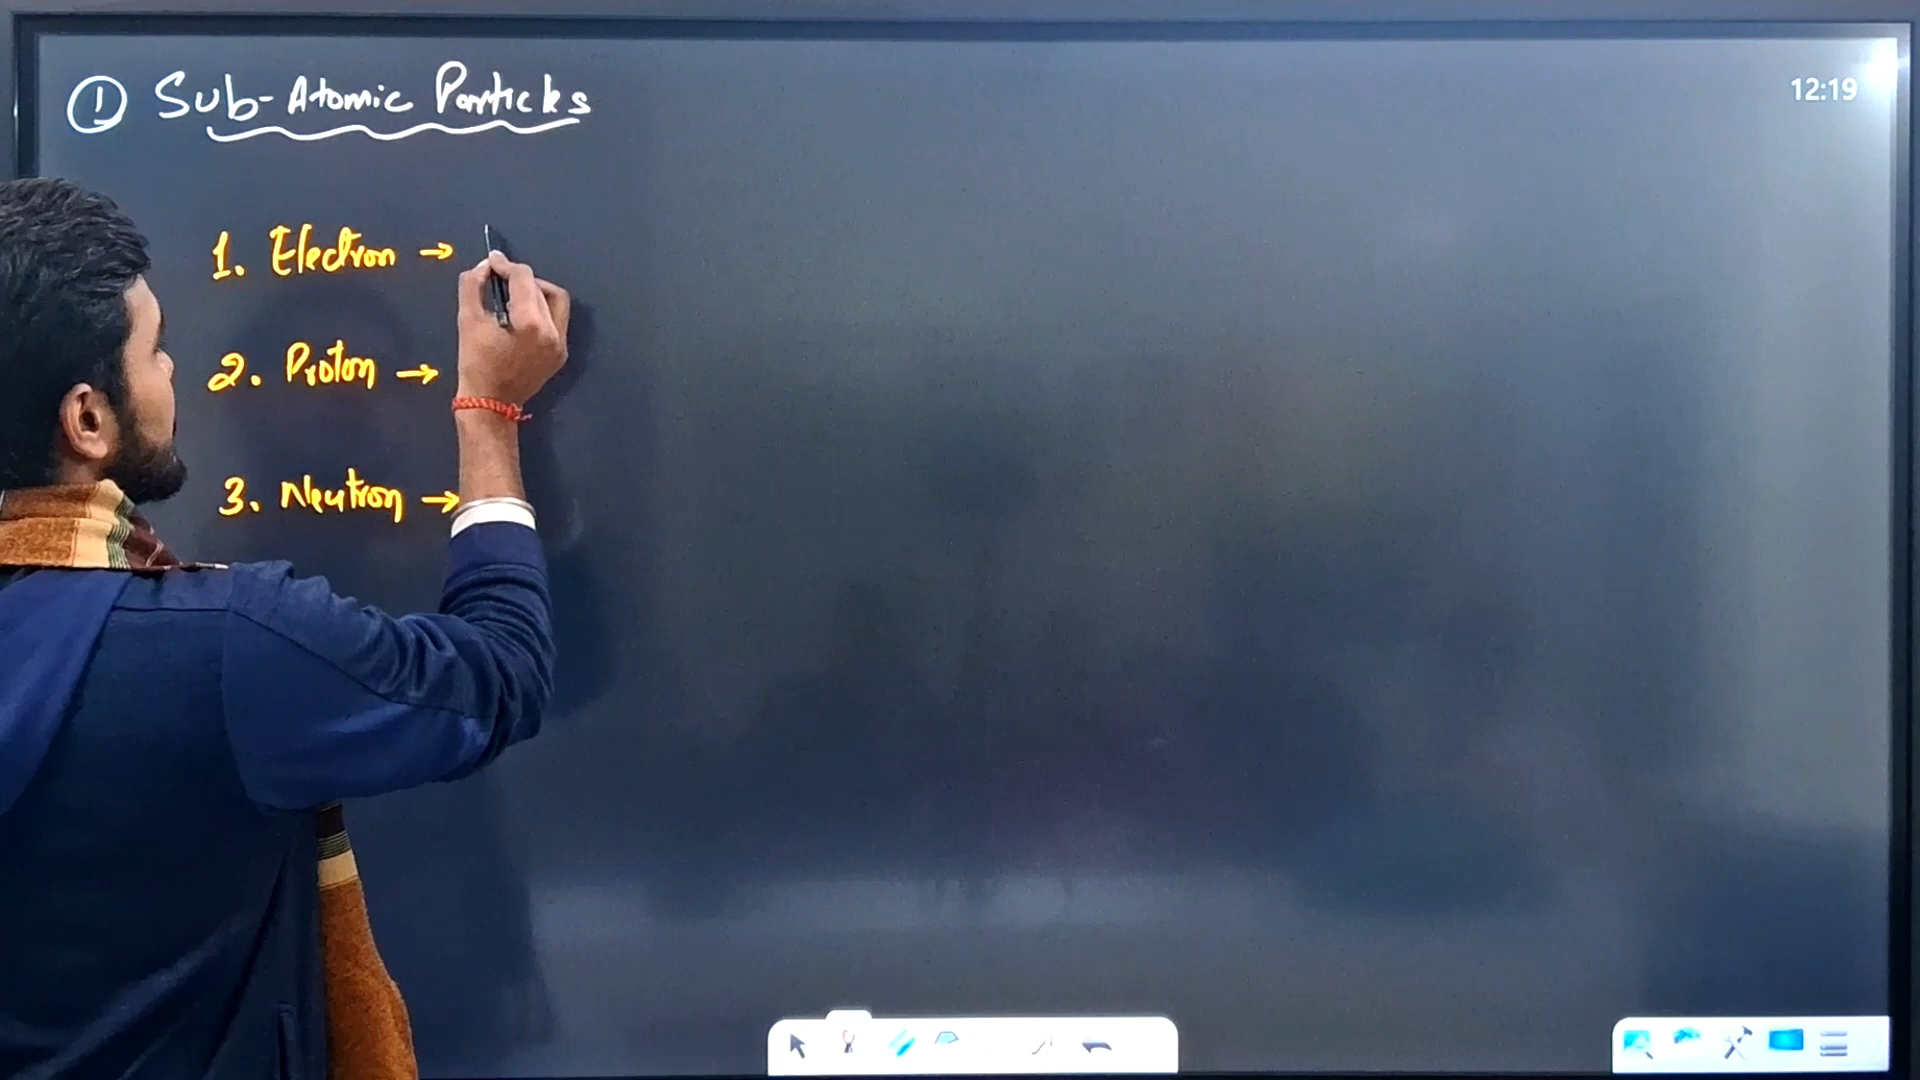 ① Sub-Atomic Particles
12:19
1. Electron →
2. Proton →
3. Neutron →